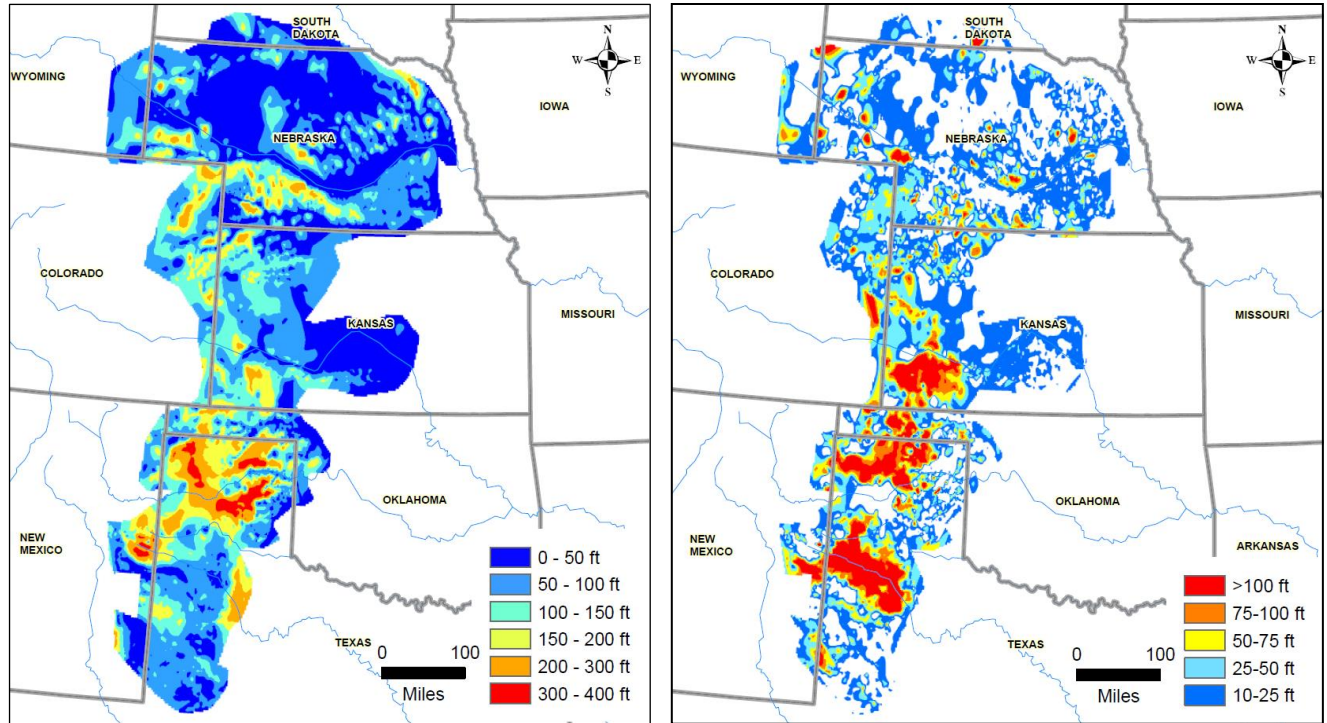 SOUTH
DAKOTA
N
W E
S
WYOMING
IOWA
NEBRASKA
COLORADO
KANSAS
MISSOURI
OKLAHOMA
NEW
MEXICO
TEXAS
0 100
Miles
0 - 50 ft
50 - 100 ft
100 - 150 ft
150 - 200 ft
200 - 300 ft
300 - 400 ft
SOUTH
DAKOTA
N
W E
S
WYOMING
IOWA
NEBRASKA
COLORADO
KANSAS
MISSOURI
OKLAHOMA
NEW
MEXICO
ARKANSAS
TEXAS
0 100
Miles
>100 ft
75-100 ft
50-75 ft
25-50 ft
10-25 ft